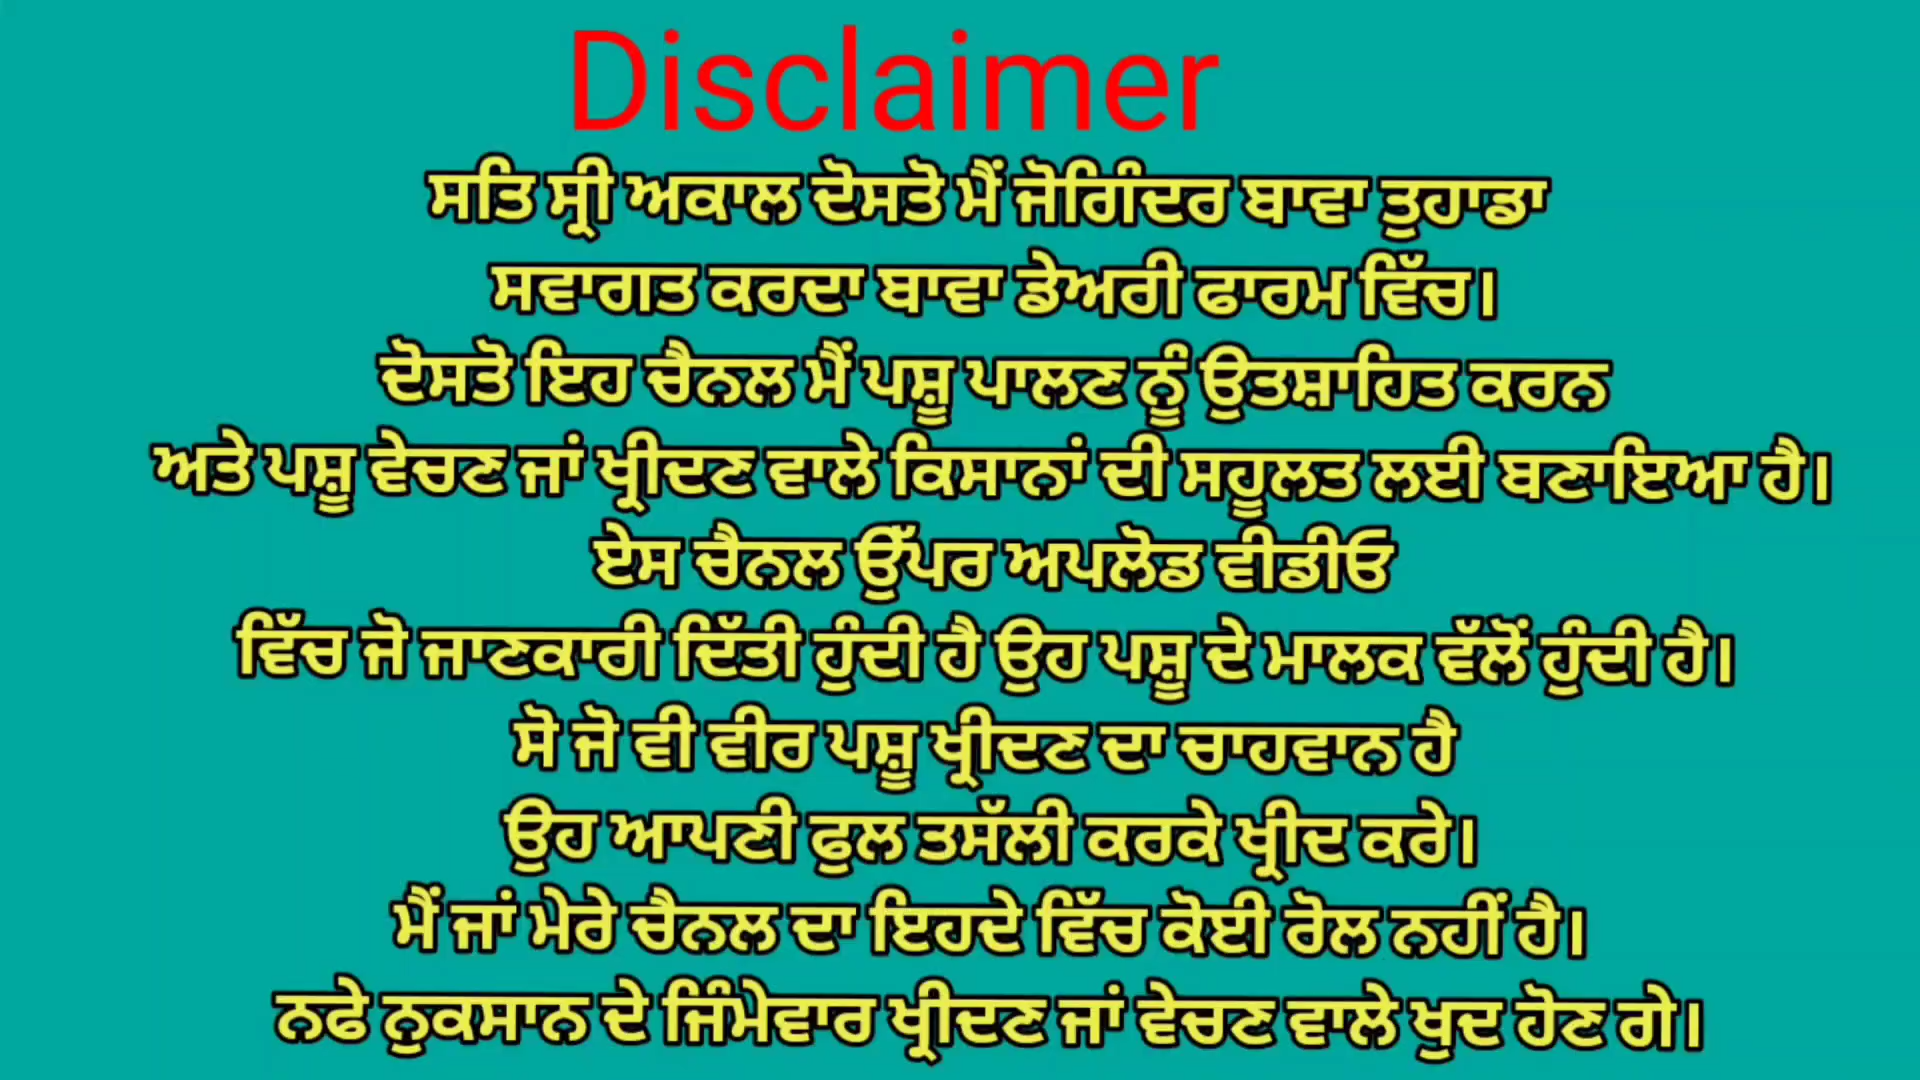 Disclaimer
ਸਤਿ ਸ੍ਰੀ ਅਕਾਲ ਦੋਸਤੋ ਮੈਂ ਜੋਗਿੰਦਰ ਬਾਵਾ ਤੁਹਾਡਾ
ਸਵਾਗਤ ਕਰਦਾ ਬਾਵਾ ਡੇਅਰੀ ਫਾਰਮ ਵਿੱਚ।
ਦੋਸਤੋ ਇਹ ਚੈਨਲ ਮੈਂ ਪਸ਼ੂ ਪਾਲਣ ਨੂੰ ਉਤਸ਼ਾਹਿਤ ਕਰਨ
ਅਤੇ ਪਸ਼ੂ ਵੇਚਣ ਜਾਂ ਖ੍ਰੀਦਣ ਵਾਲੇ ਕਿਸਾਨਾਂ ਦੀ ਸਹੂਲਤ ਲਈ ਬਣਾਇਆ ਹੈ।
ਏਸ ਚੈਨਲ ਉੱਪਰ ਅਪਲੋਡ ਵੀਡੀਓ
ਵਿੱਚ ਜੋ ਜਾਣਕਾਰੀ ਦਿੱਤੀ ਹੁੰਦੀ ਹੈ ਉਹ ਪਸ਼ੂ ਦੇ ਮਾਲਕ ਵੱਲੋਂ ਹੁੰਦੀ ਹੈ।
ਸੋ ਜੋ ਵੀ ਵੀਰ ਪਸ਼ੂ ਖ੍ਰੀਦਣ ਦਾ ਚਾਹਵਾਨ ਹੈ
ਉਹ ਆਪਣੀ ਫੁਲ ਤਸੱਲੀ ਕਰਕੇ ਖ੍ਰੀਦ ਕਰੇ।
ਮੈਂ ਜਾਂ ਮੇਰੇ ਚੈਨਲ ਦਾ ਇਹਦੇ ਵਿੱਚ ਕੋਈ ਰੋਲ ਨਹੀਂ ਹੈ।
ਨਫੇ ਨੁਕਸਾਨ ਦੇ ਜਿੰਮੇਵਾਰ ਖ੍ਰੀਦਣ ਜਾਂ ਵੇਚਣ ਵਾਲੇ ਖੁਦ ਹੋਣ ਗੇ।